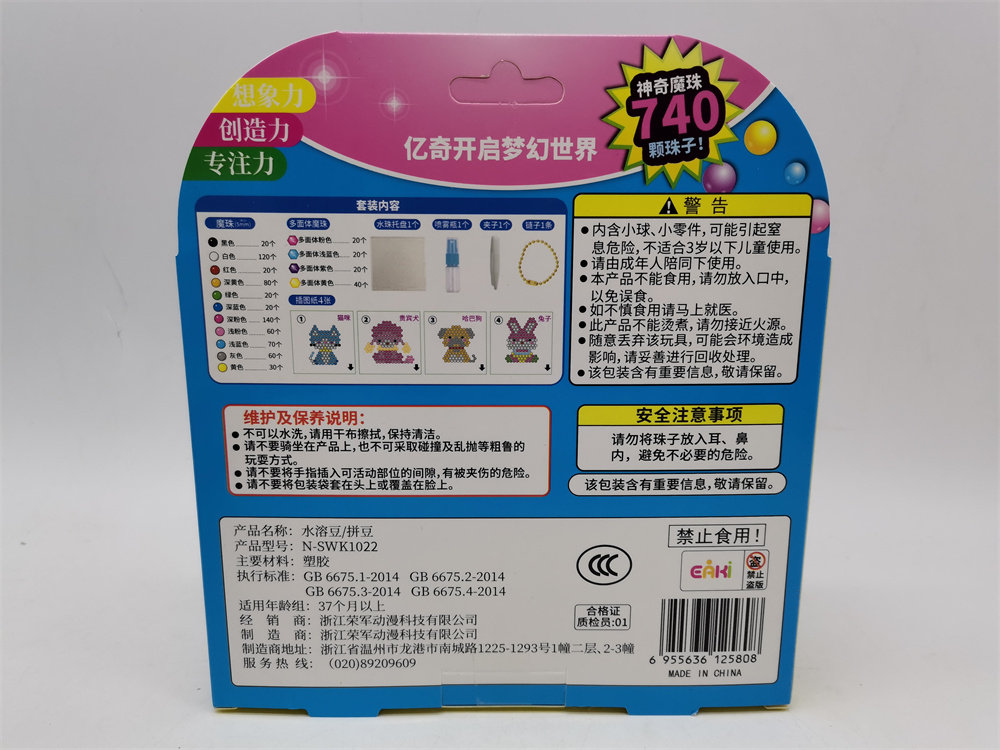 想象力
创造力
专注力
亿奇开启梦幻世界
神奇魔珠
740
颗珠子!
套装内容
魔珠(5mm)
黑色 20个
白色 120个
红色 20个
深黄色 80个
绿色 20个
深蓝色 20个
深粉色 140个
浅粉色 60个
浅蓝色 70个
灰色 60个
黄色 30个
多面体魔珠
多面体粉色 20个
多面体浅蓝色 20个
多面体紫色 20个
多面体黄色 40个
插图纸4张
水珠托盘1个
喷雾瓶1个
夹子1个
链子1条
① 猫咪
② 贵宾犬
③ 哈巴狗
④ 兔子
警告
●内含小球、小零件,可能引起窒
息危险,不适合3岁以下儿童使用。
●请由成年人陪同下使用。
●本产品不能食用,请勿放入口中,
以免误食。
●如不慎食用请马上就医。
●此产品不能烫煮,请勿接近火源。
●随意丢弃该玩具,可能会环境造成
影响,请妥善进行回收处理。
●该包装含有重要信息,敬请保留。
维护及保养说明:
●不可以水洗,请用干布擦拭,保持清洁。
●请不要骑坐在产品上,也不可采取碰撞及乱抛等粗鲁的
玩耍方式。
●请不要将手指插入可活动部位的间隙,有被夹伤的危险。
●请不要将包装袋套在头上或覆盖在脸上。
安全注意事项
请勿将珠子放入耳、鼻
内,避免不必要的危险。
该包装含有重要信息,敬请保留。
产品名称:水溶豆/拼豆
产品型号:N-SWK1022
主要材料:塑胶
执行标准:GB 6675.1-2014 GB 6675.2-2014
GB 6675.3-2014 GB 6675.4-2014
适用年龄组:37个月以上
经销商:浙江荣军动漫科技有限公司
制造商:浙江荣军动漫科技有限公司
制造商地址:浙江省温州市龙港市南城路1225-1293号1幢二层、2-3幢
服务热线:(020)89209609
CCC
合格证
质检员:01
禁止食用!
EAKI
盗
禁止
盗版
6 955636 125808
MADE IN CHINA